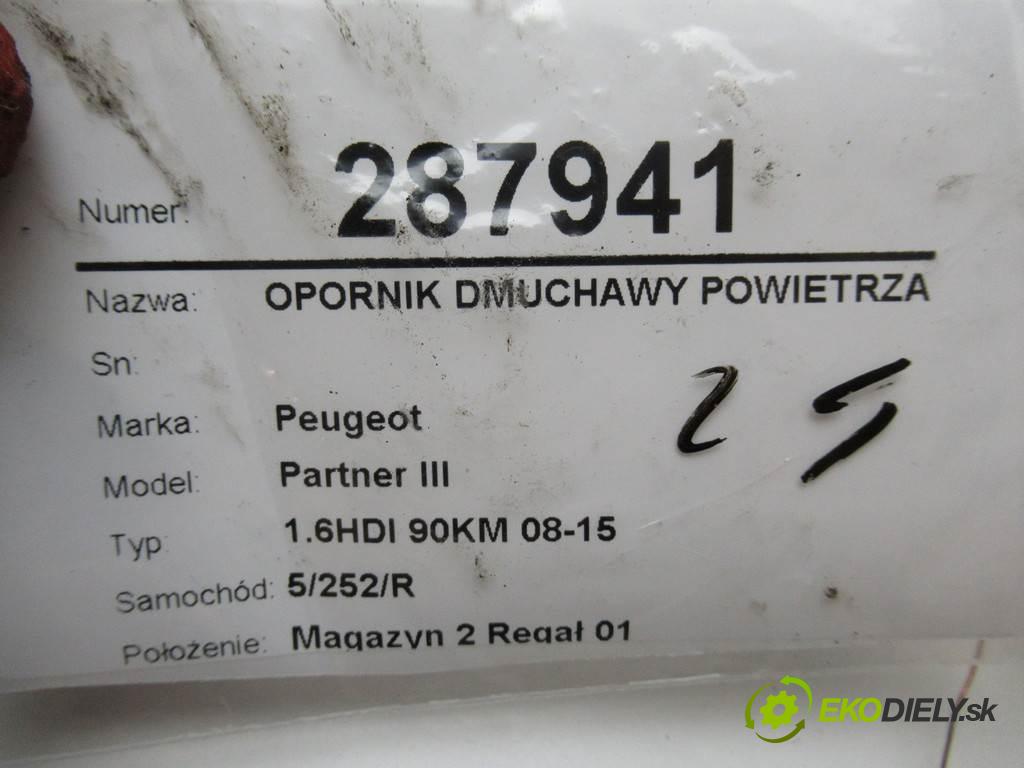 Numer: 287941
Nazwa: OPORNIK DMUCHAWY POWIETRZA
Sn:
Marka: Peugeot
Model: Partner III
Typ: 1.6HDI 90KM 08-15
Samochód: 5/252/R
Położenie: Magazyn 2 Regał 01
EKODIELY.sk